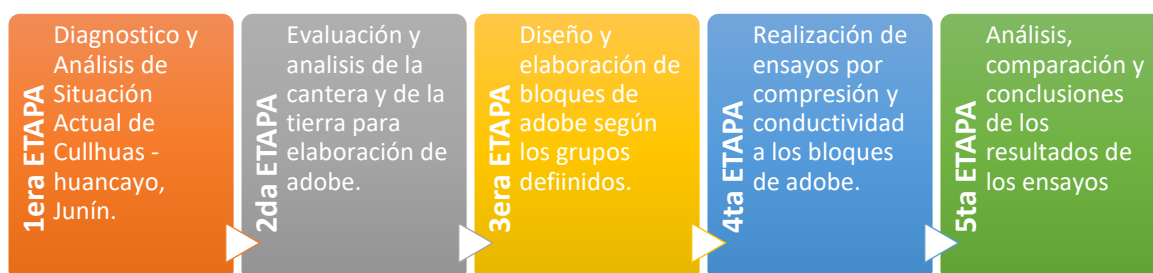 1era ETAPA
Diagnostico y
Análisis de
Situación
Actual de
Cullhuas -
huancayo,
Junín.
2da ETAPA
Evaluación y
analisis de la
cantera y de la
tierra para
elaboración de
adobe.
3era ETAPA
Diseño y
elaboración de
bloques de
adobe según
los grupos
defiinidos.
4ta ETAPA
Realización de
ensayos por
compresión y
conductividad
a los bloques
de adobe.
5ta ETAPA
Análisis,
comparación y
conclusiones
de los
resultados de
los ensayos